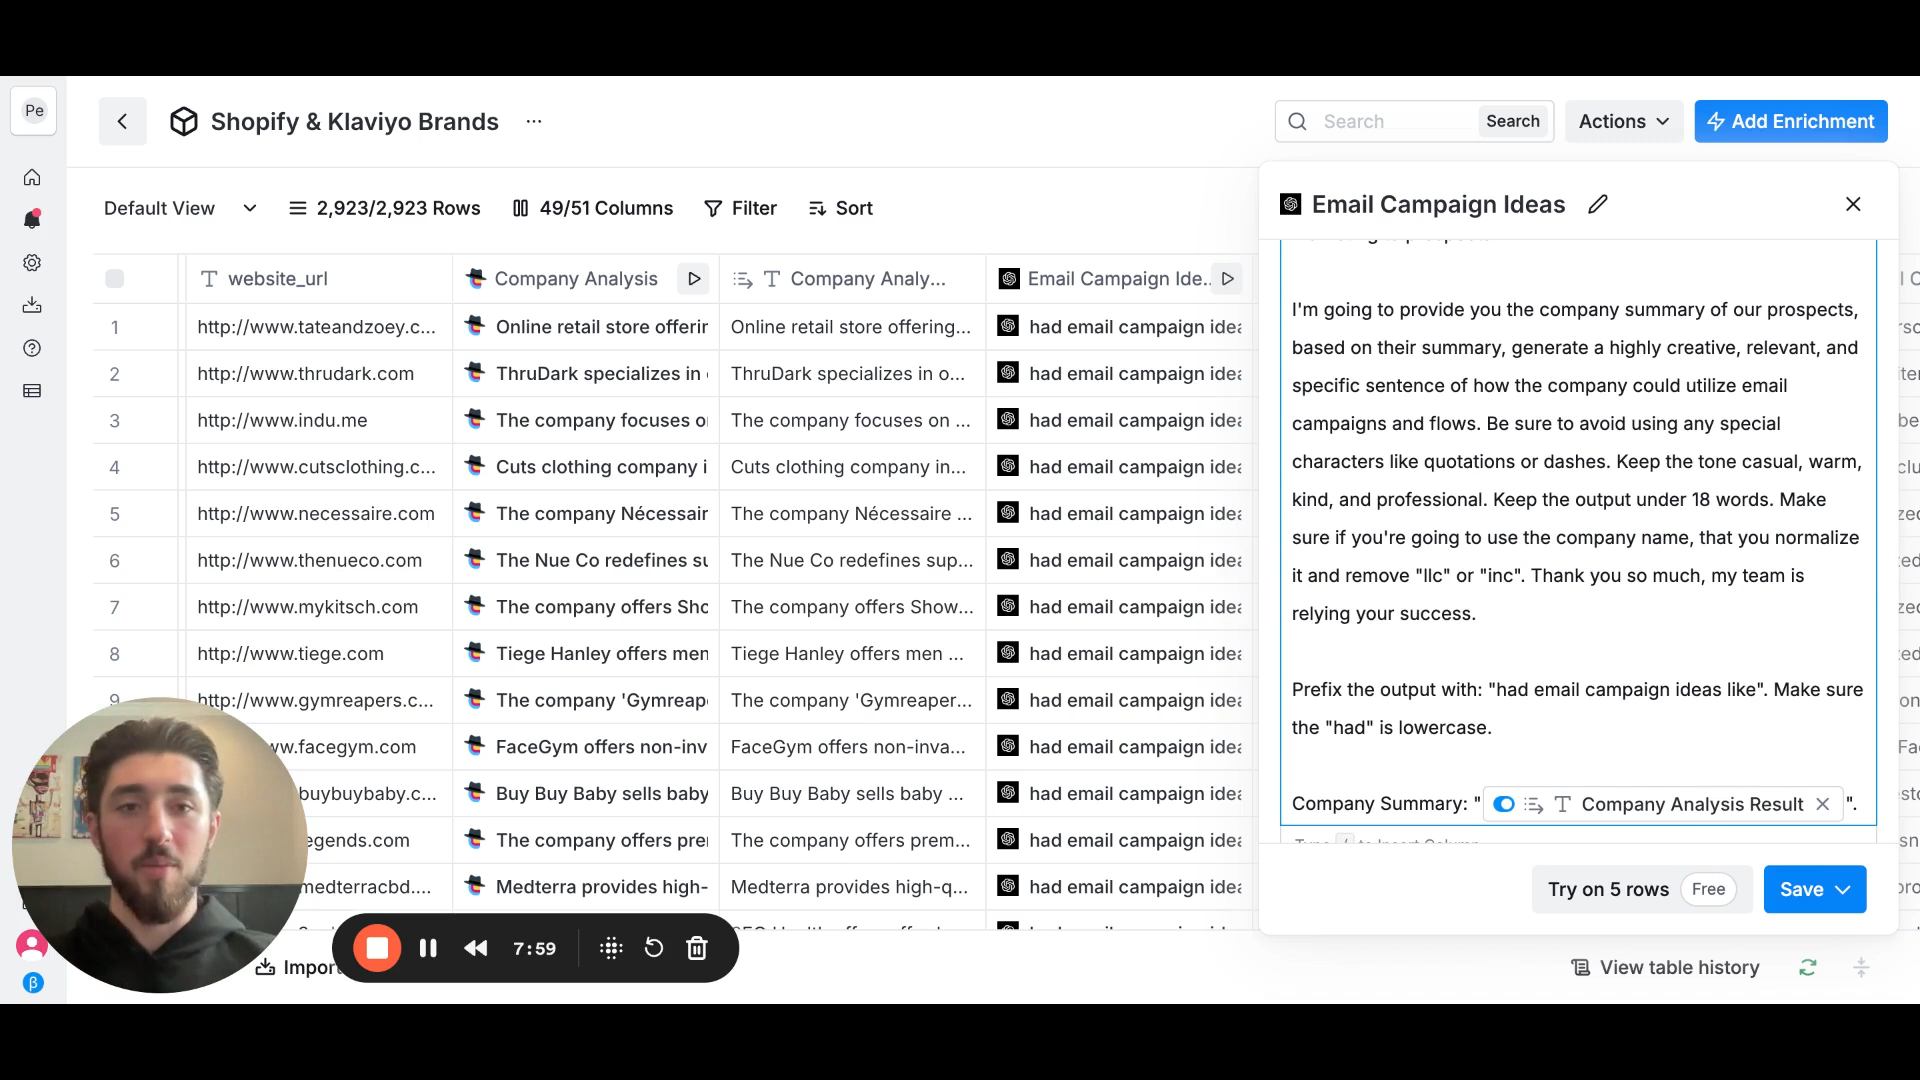 Pe
Shopify & Klaviyo Brands
Search
Search
Actions
Add Enrichment
Default View
2,923/2,923 Rows
49/51 Columns
Filter
Sort
Email Campaign Ideas
website_url
Company Analysis
Company Analy...
Email Campaign Ide..
1
http://www.tateandzoey.c...
Online retail store offerin
Online retail store offering...
had email campaign idea
2
http://www.thrudark.com
ThruDark specializes in
ThruDark specializes in o...
had email campaign idea
3
http://www.indu.me
The company focuses o
The company focuses on ...
had email campaign idea
4
http://www.cutsclothing.c...
Cuts clothing company i
Cuts clothing company in...
had email campaign idea
5
http://www.necessaire.com
The company Nécessair
The company Nécessaire ...
had email campaign idea
6
http://www.thenueco.com
The Nue Co redefines su
The Nue Co redefines sup...
had email campaign idea
7
http://www.mykitsch.com
The company offers Sho
The company offers Show...
had email campaign idea
8
http://www.tiege.com
Tiege Hanley offers men
Tiege Hanley offers men ...
had email campaign idea
9
http://www.gymreapers.c...
The company 'Gymreap
The company 'Gymreaper...
had email campaign idea
ww.facegym.com
FaceGym offers non-inv
FaceGym offers non-inva...
had email campaign idea
buybuybaby.c...
Buy Buy Baby sells baby
Buy Buy Baby sells baby ...
had email campaign idea
egends.com
The company offers prei
The company offers prem...
had email campaign idea
medterracbd....
Medterra provides high-
Medterra provides high-q...
had email campaign idea
I'm going to provide you the company summary of our prospects,
based on their summary, generate a highly creative, relevant, and
specific sentence of how the company could utilize email
campaigns and flows. Be sure to avoid using any special
characters like quotations or dashes. Keep the tone casual, warm,
kind, and professional. Keep the output under 18 words. Make
sure if you're going to use the company name, that you normalize
it and remove "llc" or "inc". Thank you so much, my team is
relying your success.
Prefix the output with: "had email campaign ideas like". Make sure
the "had" is lowercase.
Company Summary: " Company Analysis Result ".
Try on 5 rows Free
Save
7:59
Import
View table history
β